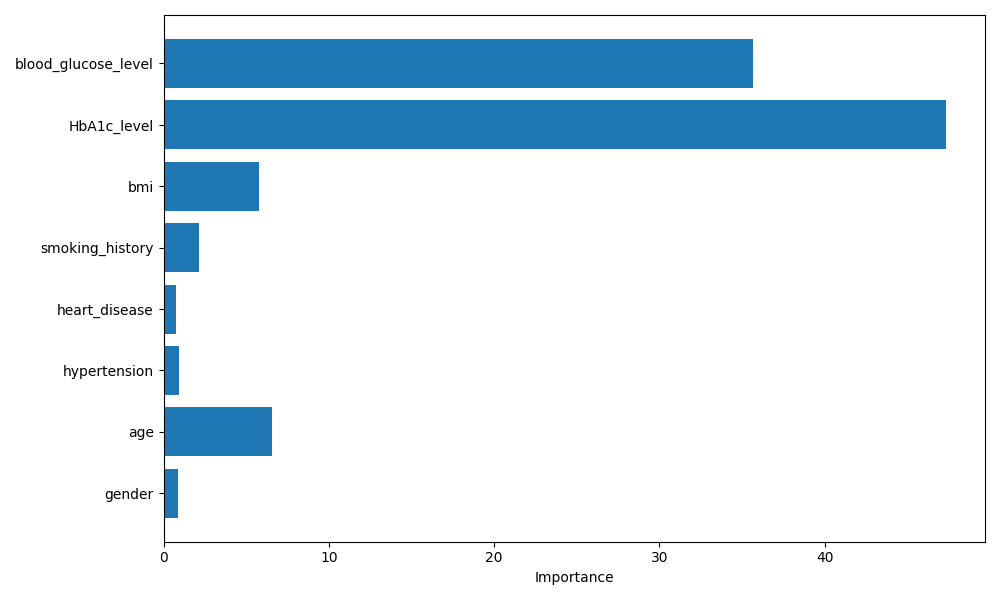 blood_glucose_level
HbA1c_level
bmi
smoking_history
heart_disease
hypertension
age
gender
0 10 20 30 40
Importance